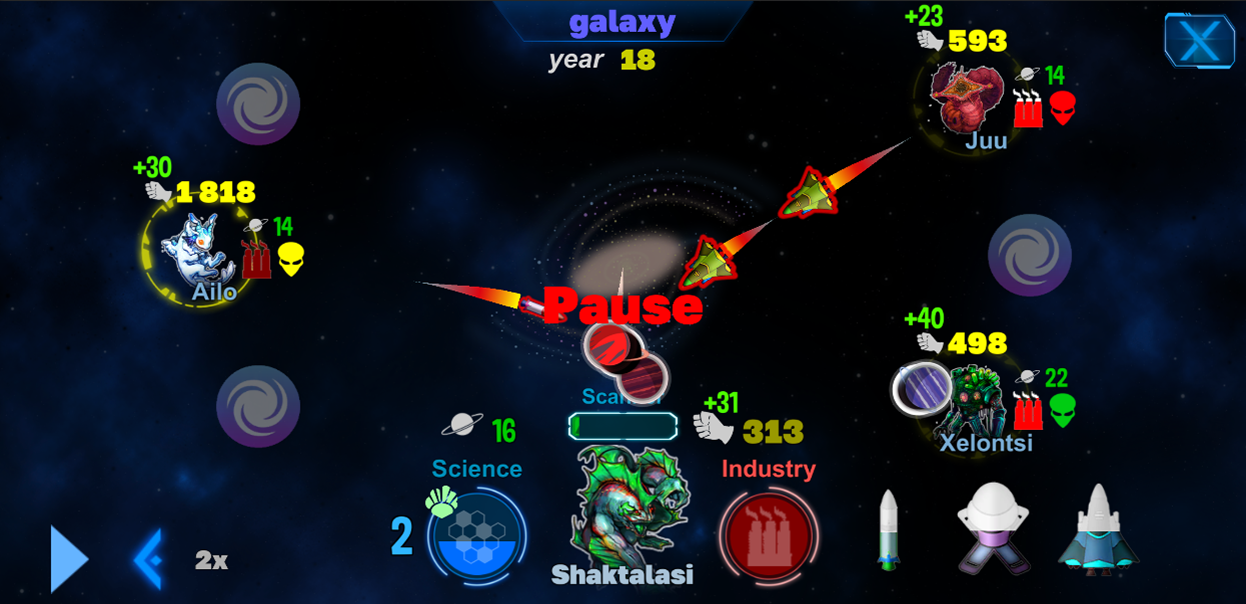 galaxy
year 18
+23
593
14
Juu
+30
1 818
14
Ailo
Pause
+40
498
22
Xelontsi
16
+31
313
Science
Industry
2
2x
Shaktalasi
X